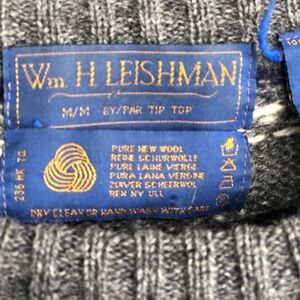 Wm. H. LEISHMAN
M/M BY/PAR TIP TOP
PURE NEW WOOL
REINE SCHURWOLLE
PURE LAINE VIERGE
PURA LANA VERGINE
ZUIVER SCHEERWOL
REN NY ULL
DRY CLEAN OR HAND WASH WITH CARE